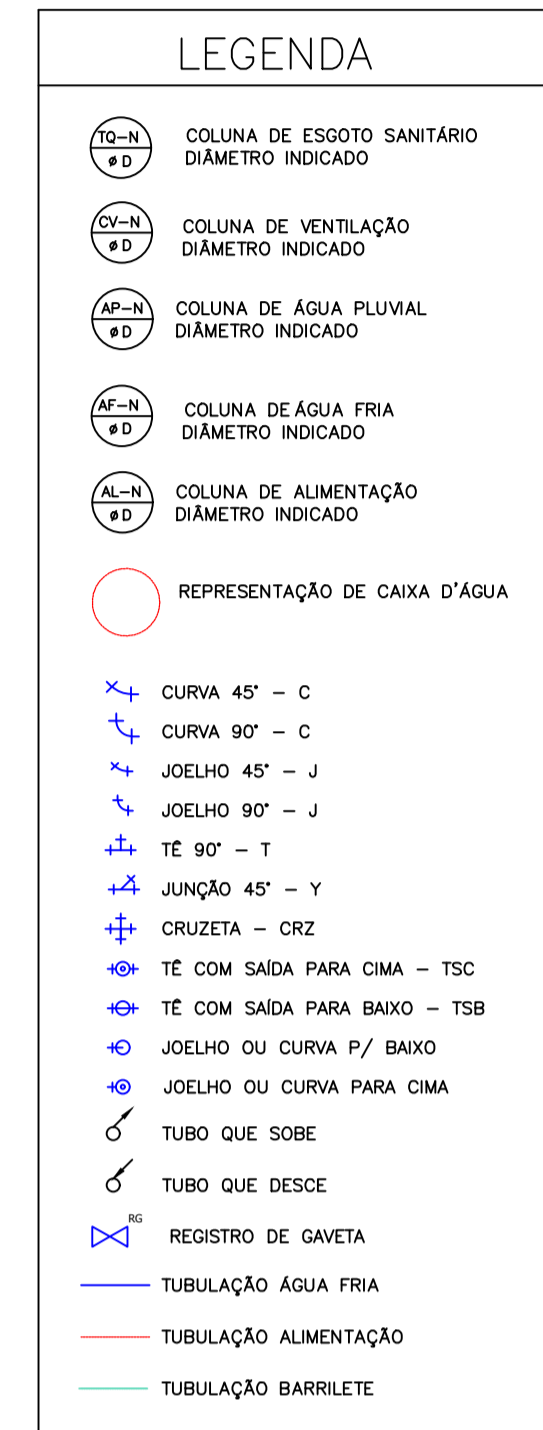 LEGENDA
TQ-N
ø D
COLUNA DE ESGOTO SANITÁRIO
DIÂMETRO INDICADO
CV-N
ø D
COLUNA DE VENTILAÇÃO
DIÂMETRO INDICADO
AP-N
ø D
COLUNA DE ÁGUA PLUVIAL
DIÂMETRO INDICADO
AF-N
ø D
COLUNA DE ÁGUA FRIA
DIÂMETRO INDICADO
AL-N
ø D
COLUNA DE ALIMENTAÇÃO
DIÂMETRO INDICADO
REPRESENTAÇÃO DE CAIXA D'ÁGUA
CURVA 45° - C
CURVA 90° - C
JOELHO 45° - J
JOELHO 90° - J
TÊ 90° - T
JUNÇÃO 45° - Y
CRUZETA - CRZ
TÊ COM SAÍDA PARA CIMA - TSC
TÊ COM SAÍDA PARA BAIXO - TSB
JOELHO OU CURVA P/ BAIXO
JOELHO OU CURVA PARA CIMA
TUBO QUE SOBE
TUBO QUE DESCE
RG
REGISTRO DE GAVETA
TUBULAÇÃO ÁGUA FRIA
TUBULAÇÃO ALIMENTAÇÃO
TUBULAÇÃO BARRILETE